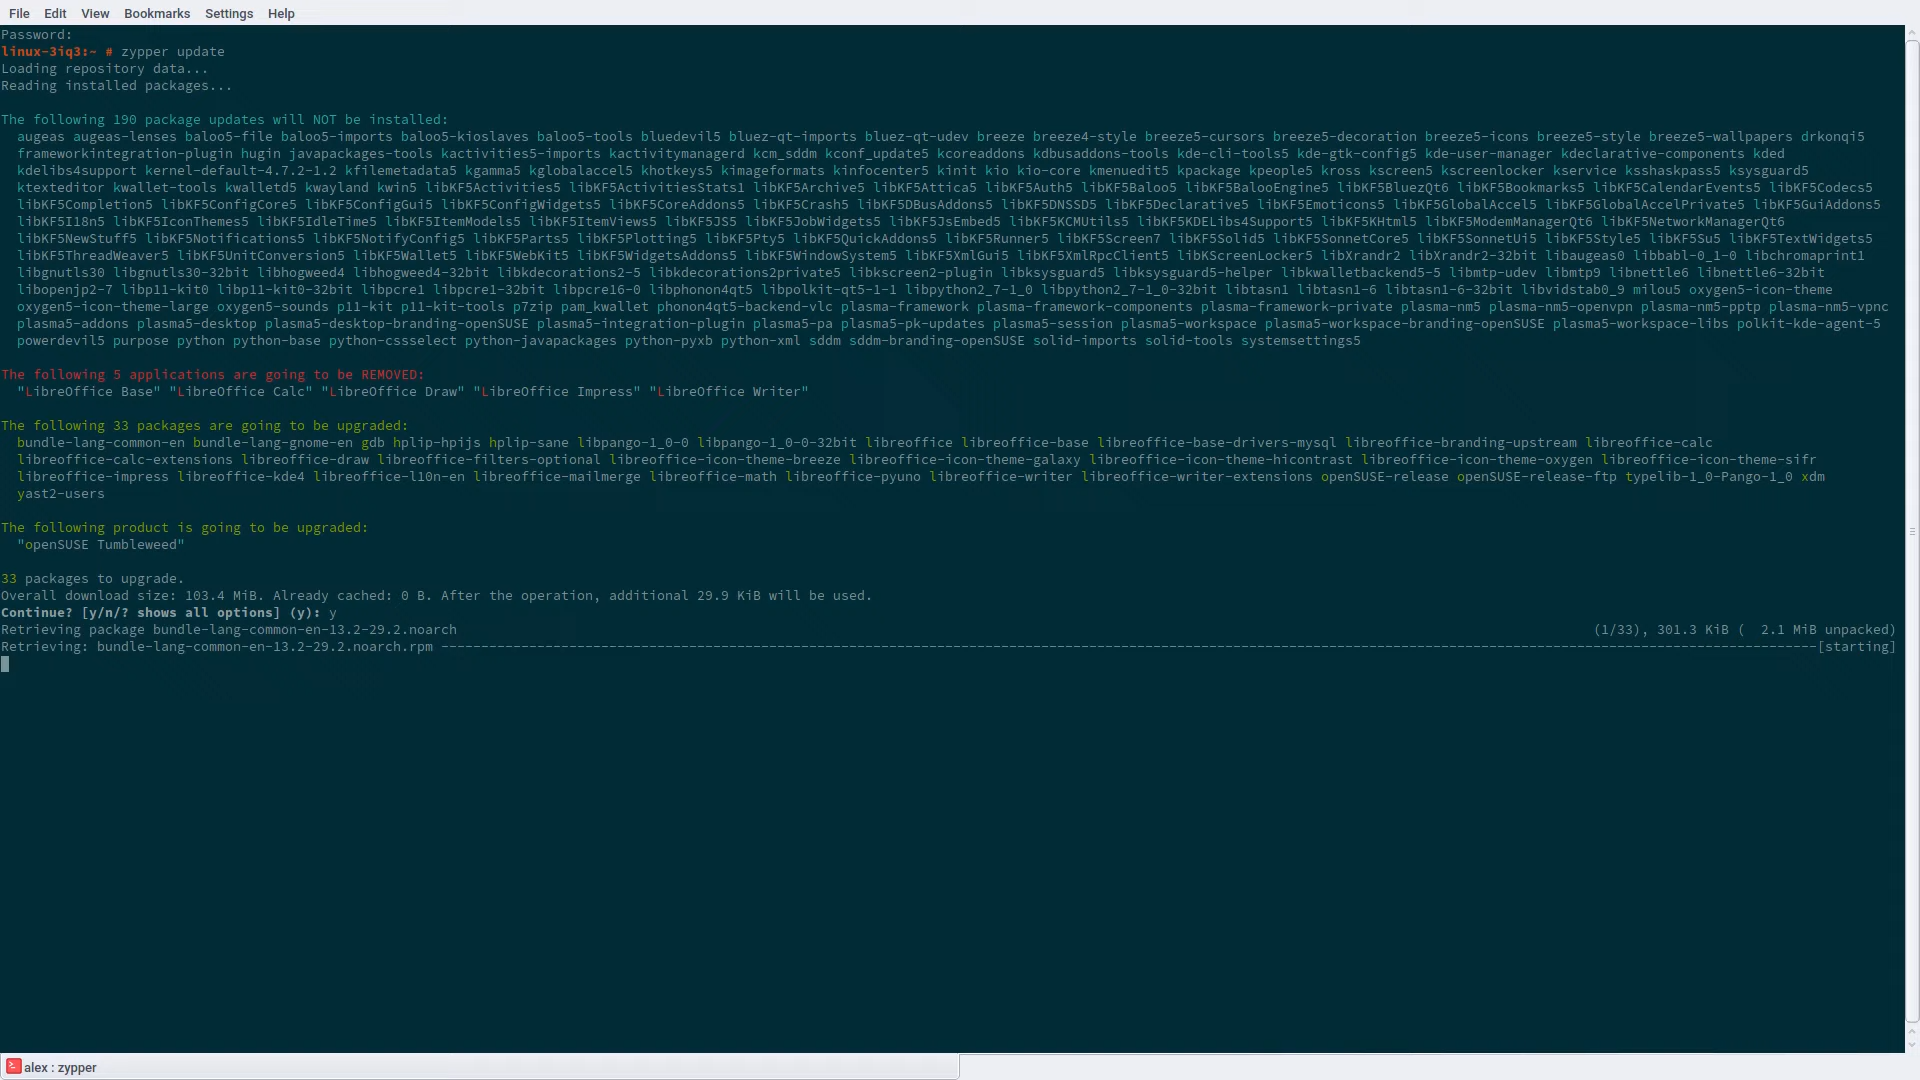 File Edit View Bookmarks Settings Help
Password:
linux-3iq3:~ # zypper update
Loading repository data...
Reading installed packages...
The following 190 package updates will NOT be installed:
augeas augeas-lenses baloo5-file baloo5-imports baloo5-kioslaves baloo5-tools bluedevil5 bluez-qt-imports bluez-qt-udev breeze breeze4-style breeze5-cursors breeze5-decoration breeze5-icons breeze5-style breeze5-wallpapers drkonqi5
frameworkintegration-plugin hugin javapackages-tools kactivities5-imports kactivitymanagerd kcm_sddm kconf_update5 kcoreaddons kdbusaddons-tools kde-cli-tools5 kde-gtk-config5 kde-user-manager kdeclarative-components kded
kdelibs4support kernel-default-4.7.2-1.2 kfilemetadata5 kgamma5 kglobalaccel5 khotkeys5 kimageformats kinfocenter5 kinit kio kio-core kmenuedit5 kpackage kpeople5 kross kscreen5 kscreenlocker kservice ksshaskpass5 ksysguard5
ktexteditor kwallet-tools kwalletd5 kwayland kwin5 libKF5Activities5 libKF5ActivitiesStats1 libKF5Archive5 libKF5Attica5 libKF5Auth5 libKF5Baloo5 libKF5BalooEngine5 libKF5BluezQt6 libKF5Bookmarks5 libKF5CalendarEvents5 libKF5Codecs5
libKF5Completion5 libKF5ConfigCore5 libKF5ConfigGui5 libKF5ConfigWidgets5 libKF5CoreAddons5 libKF5Crash5 libKF5DBusAddons5 libKF5DNSSD5 libKF5Declarative5 libKF5Emoticons5 libKF5GlobalAccel5 libKF5GlobalAccelPrivate5 libKF5GuiAddons5
libKF5I18n5 libKF5IconThemes5 libKF5IdleTime5 libKF5ItemModels5 libKF5ItemViews5 libKF5JS5 libKF5JobWidgets5 libKF5JsEmbed5 libKF5KCMUtils5 libKF5KDELibs4Support5 libKF5KHtml5 libKF5ModemManagerQt6 libKF5NetworkManagerQt6
libKF5NewStuff5 libKF5Notifications5 libKF5NotifyConfig5 libKF5Parts5 libKF5Plotting5 libKF5Pty5 libKF5QuickAddons5 libKF5Runner5 libKF5Screen7 libKF5Solid5 libKF5SonnetCore5 libKF5SonnetUi5 libKF5Style5 libKF5Su5 libKF5TextWidgets5
libKF5ThreadWeaver5 libKF5UnitConversion5 libKF5Wallet5 libKF5WebKit5 libKF5WidgetsAddons5 libKF5WindowSystem5 libKF5XmlGui5 libKF5XmlRpcClient5 libKScreenLocker5 libXrandr2 libXrandr2-32bit libaugeas0 libbabl-0_1-0 libchromaprint1
libgnutls30 libgnutls30-32bit libhogweed4 libhogweed4-32bit libkdecorations2-5 libkdecorations2private5 libkscreen2-plugin libksysguard5 libksysguard5-helper libkwalletbackend5-5 libmtp-udev libmtp9 libnettle6 libnettle6-32bit
libopenjp2-7 libp11-kit0 libp11-kit0-32bit libpcre1 libpcre1-32bit libpcre16-0 libphonon4qt5 libpolkit-qt5-1-1 libpython2_7-1_0 libpython2_7-1_0-32bit libtasn1 libtasn1-6 libtasn1-6-32bit libvidstab0_9 milou5 oxygen5-icon-theme
oxygen5-icon-theme-large oxygen5-sounds p11-kit p11-kit-tools p7zip pam_kwallet phonon4qt5-backend-vlc plasma-framework plasma-framework-components plasma-framework-private plasma-nm5 plasma-nm5-openvpn plasma-nm5-pptp plasma-nm5-vpnc
plasma5-addons plasma5-desktop plasma5-desktop-branding-openSUSE plasma5-integration-plugin plasma5-pa plasma5-pk-updates plasma5-session plasma5-workspace plasma5-workspace-branding-openSUSE plasma5-workspace-libs polkit-kde-agent-5
powerdevil5 purpose python python-base python-cssselect python-javapackages python-pyxb python-xml sddm sddm-branding-openSUSE solid-imports solid-tools systemsettings5
The following 5 applications are going to be REMOVED:
"LibreOffice Base" "LibreOffice Calc" "LibreOffice Draw" "LibreOffice Impress" "LibreOffice Writer"
The following 33 packages are going to be upgraded:
bundle-lang-common-en bundle-lang-gnome-en gdb hplip-hpijs hplip-sane libpango-1_0-0 libpango-1_0-0-32bit libreoffice libreoffice-base libreoffice-base-drivers-mysql libreoffice-branding-upstream libreoffice-calc
libreoffice-calc-extensions libreoffice-draw libreoffice-filters-optional libreoffice-icon-theme-breeze libreoffice-icon-theme-galaxy libreoffice-icon-theme-hicontrast libreoffice-icon-theme-oxygen libreoffice-icon-theme-sifr
libreoffice-impress libreoffice-kde4 libreoffice-l10n-en libreoffice-mailmerge libreoffice-math libreoffice-pyuno libreoffice-writer libreoffice-writer-extensions openSUSE-release openSUSE-release-ftp typelib-1_0-Pango-1_0 xdm
yast2-users
The following product is going to be upgraded:
"openSUSE Tumbleweed"
33 packages to upgrade.
Overall download size: 103.4 MiB. Already cached: 0 B. After the operation, additional 29.9 KiB will be used.
Continue? [y/n/? shows all options] (y): y
Retrieving package bundle-lang-common-en-13.2-29.2.noarch (1/33), 301.3 KiB ( 2.1 MiB unpacked)
Retrieving: bundle-lang-common-en-13.2-29.2.noarch.rpm ----------[starting]
alex : zypper